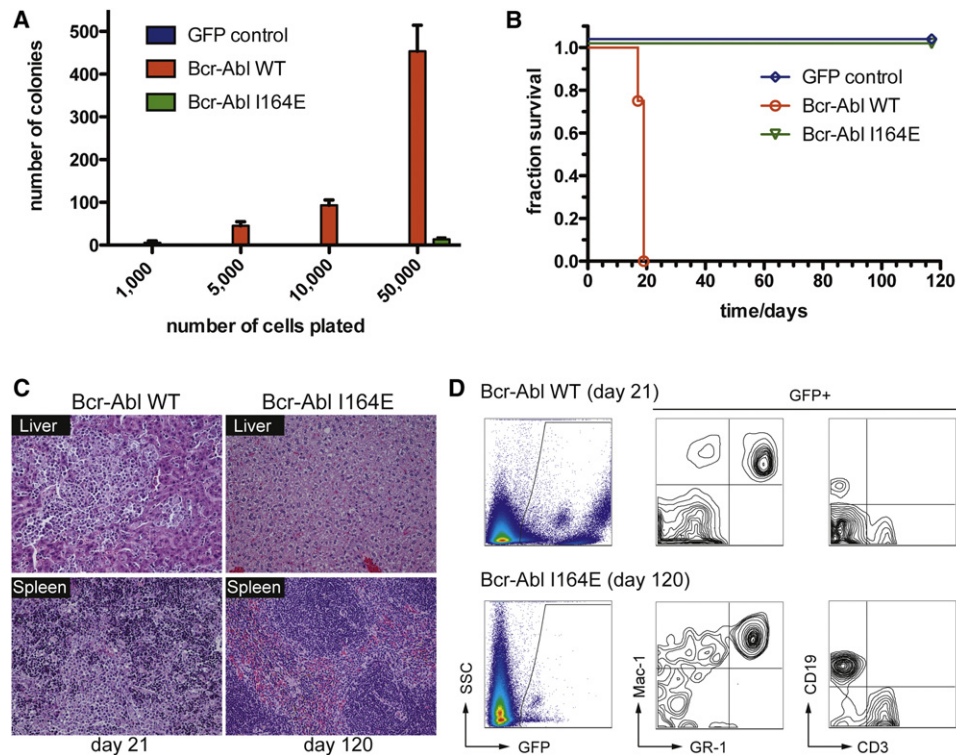 A
number of colonies
500
400
300
200
100
0
GFP control
Bcr-Abl WT
Bcr-Abl I164E
1,000
5,000
10,000
50,000
number of cells plated
B
fraction survival
1.0
0.8
0.6
0.4
0.2
0.0
GFP control
Bcr-Abl WT
Bcr-Abl I164E
0
20
40
60
80
100
120
time/days
C
Bcr-Abl WT
Bcr-Abl I164E
Liver
Liver
Spleen
Spleen
day 21
day 120
D
Bcr-Abl WT (day 21)
GFP+
Bcr-Abl I164E (day 120)
SSC
GFP
Mac-1
GR-1
CD19
CD3